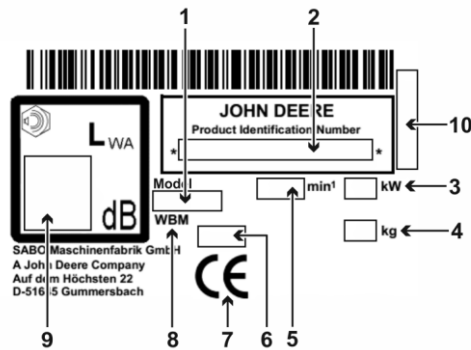 1 2
JOHN DEERE
Product Identification Number
* *
10
LWA
dB
Model
min¹
kW
3
WBM
kg
4
SABO Maschinenfabrik GmbH
A John Deere Company
Auf dem Höchsten 22
D-51645 Gummersbach
CE
9 8 7 6 5